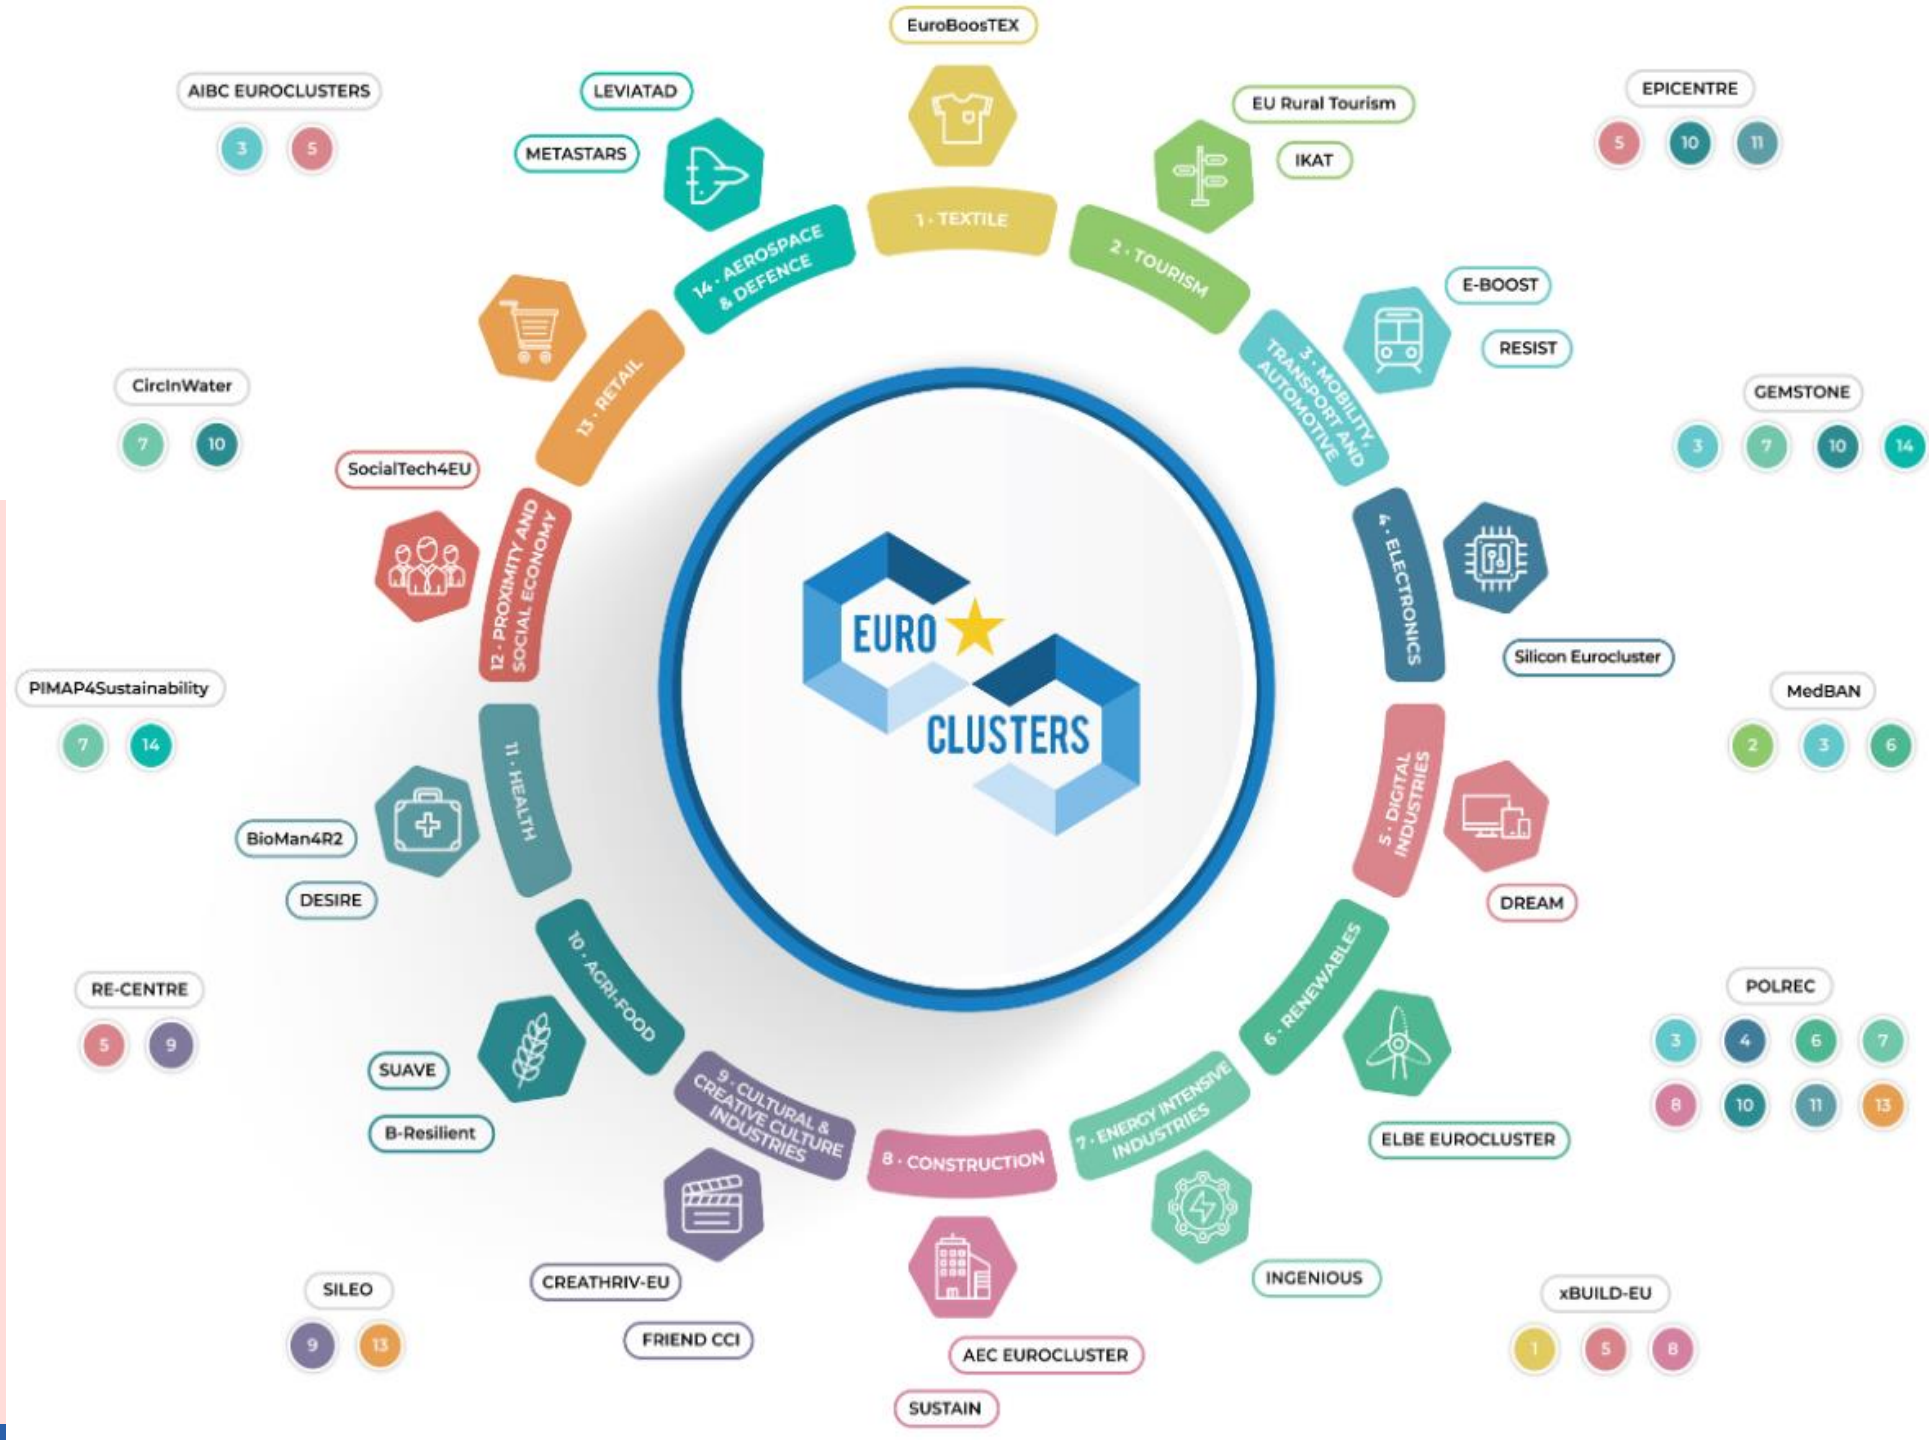 EuroBoosTEX
AIBC EUROCLUSTERS
3 5
LEVIATAD
METASTARS
EU Rural Tourism
IKAT
EPICENTRE
5 10 11
1 · TEXTILE
2 · TOURISM
14 · AEROSPACE
& DEFENCE
E-BOOST
RESIST
3 · MOBILITY,
TRANSPORT AND
AUTOMOTIVE
13 · RETAIL
CircInWater
7 10
GEMSTONE
3 7 10 14
SocialTech4EU
12 · PROXIMITY AND
SOCIAL ECONOMY
4 · ELECTRONICS
Silicon Eurocluster
EURO
CLUSTERS
PIMAP4Sustainability
7 14
MedBAN
2 3 6
11 · HEALTH
BioMan4R2
DESIRE
5 · DIGITAL
INDUSTRIES
DREAM
10 · AGRI-FOOD
6 · RENEWABLES
RE-CENTRE
5 9
POLREC
3 4 6 7
8 10 11 13
SUAVE
B-Resilient
9 · CULTURAL &
CREATIVE CULTURE
INDUSTRIES
8 · CONSTRUCTION
7 · ENERGY INTENSIVE
INDUSTRIES
ELBE EUROCLUSTER
CREATHRIV-EU
FRIEND CCI
INGENIOUS
SILEO
9 13
xBUILD-EU
1 5 8
AEC EUROCLUSTER
SUSTAIN